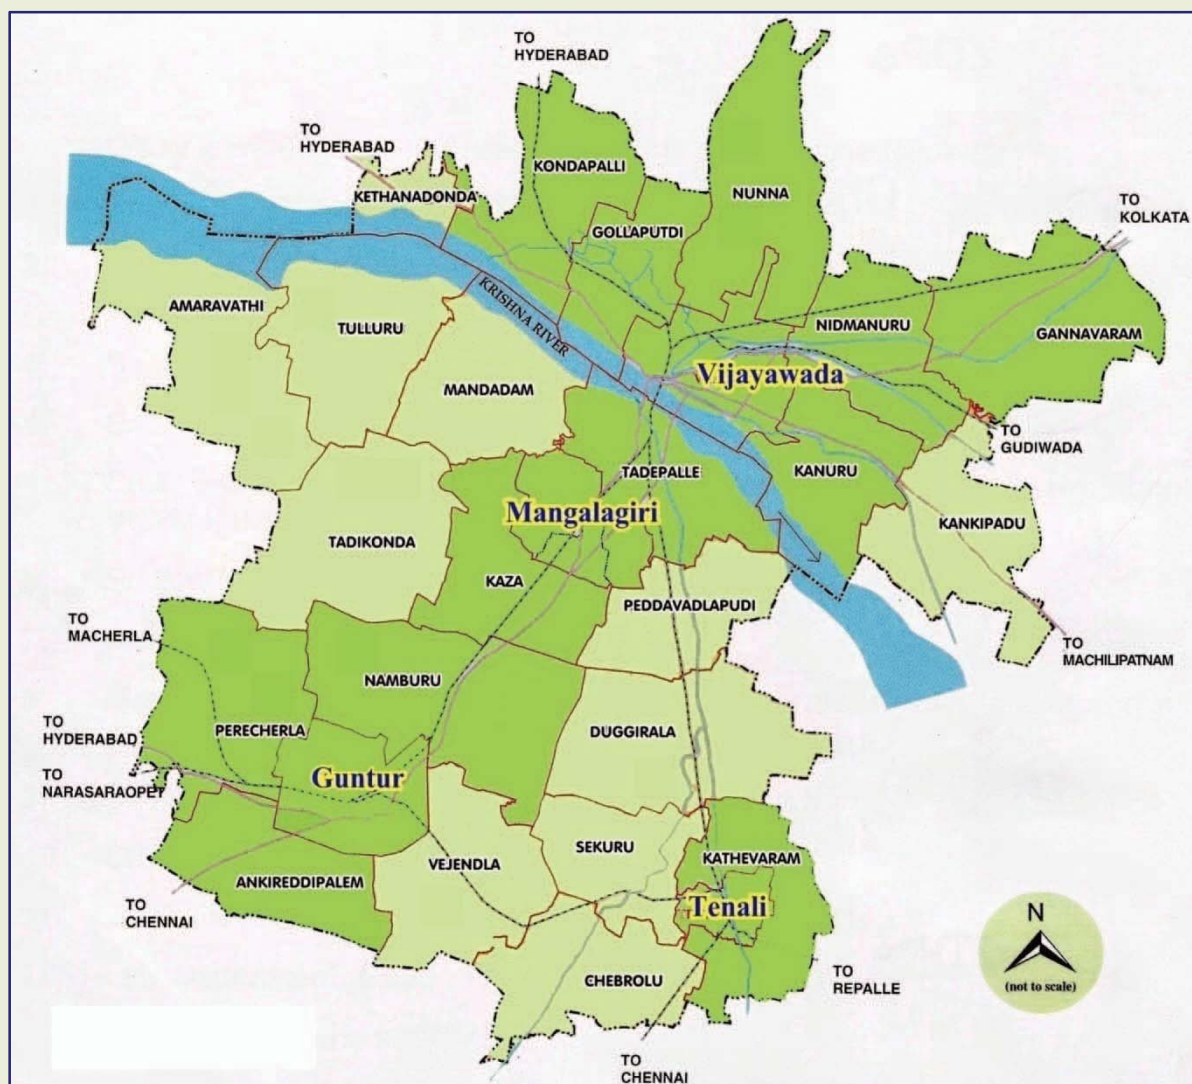 TO
HYDERABAD
TO
HYDERABAD
KONDAPALLI
NUNNA
KETHANADONDA
TO
KOLKATA
GOLLAPUTDI
AMARAVATHI
TULLURU
KRISHNA RIVER
NIDMANURU
GANNAVARAM
MANDADAM
Vijayawada
TO
GUDIWADA
TADEPALLE
KANURU
Mangalagiri
KANKIPADU
TADIKONDA
KAZA
PEDDAVADLAPUDI
TO
MACHERLA
TO
MACHILIPATNAM
NAMBURU
PERECHERLA
DUGGIRALA
TO
HYDERABAD
TO
NARASARAOPET
Guntur
SEKURU
KATHEVARAM
VEJENDLA
ANKIREDDIPALEM
Tenali
TO
CHENNAI
N
(not to scale)
CHEBROLU
TO
REPALLE
TO
CHENNAI